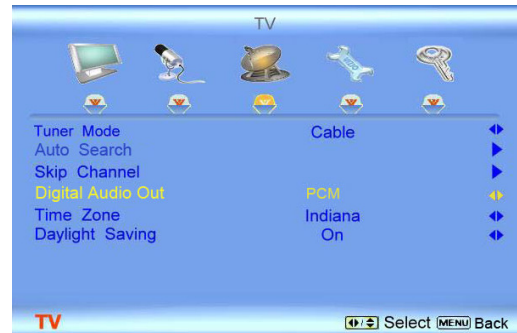 TV
Tuner Mode Cable
Auto Search
Skip Channel
Digital Audio Out PCM
Time Zone Indiana
Daylight Saving On
TV Select MENU Back